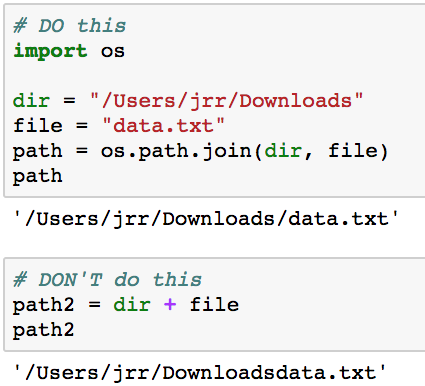 # DO this
import os
dir = "/Users/jrr/Downloads"
file = "data.txt"
path = os.path.join(dir, file)
path
'/Users/jrr/Downloads/data.txt'
# DON'T do this
path2 = dir + file
path2
'/Users/jrr/Downloadsdata.txt'